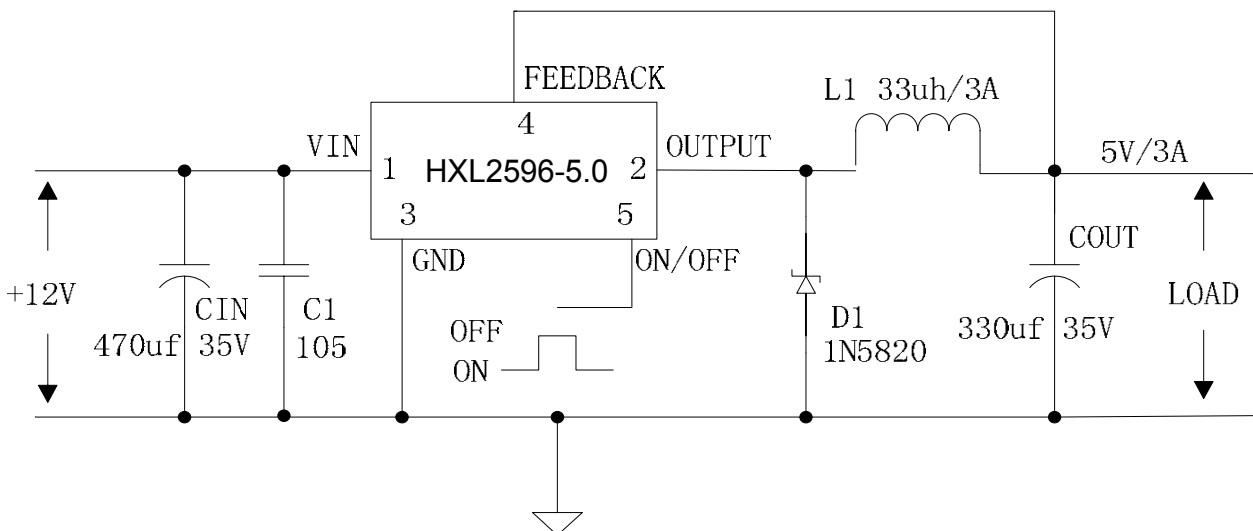 FEEDBACK
L1 33uh/3A
4
VIN
OUTPUT
5V/3A
1
HXL2596-5.0
2
3
5
GND
ON/OFF
COUT
+12V
CIN
C1
LOAD
470uf 35V
105
OFF
ON
D1
1N5820
330uf 35V